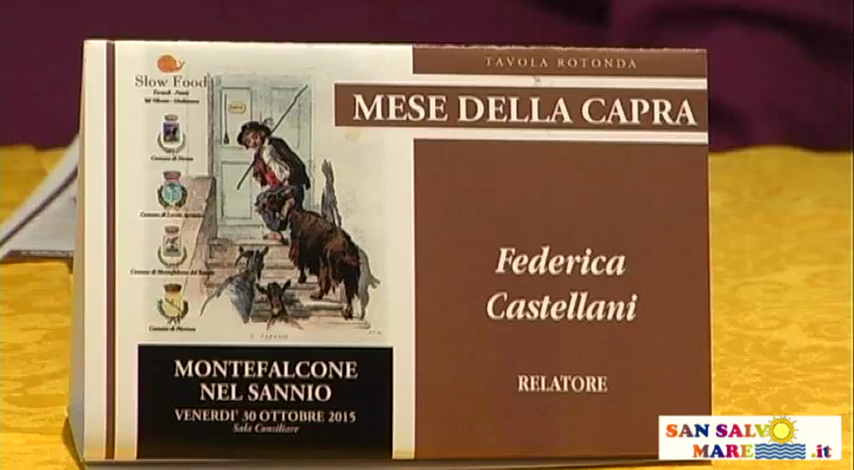 Slow Food
TAVOLA ROTONDA
MESE DELLA CAPRA
Federica
Castellani
RELATORE
MONTEFALCONE
NEL SANNIO
VENERDI' 30 OTTOBRE 2015
Sala Consiliare
SAN SALVO
MARE .it